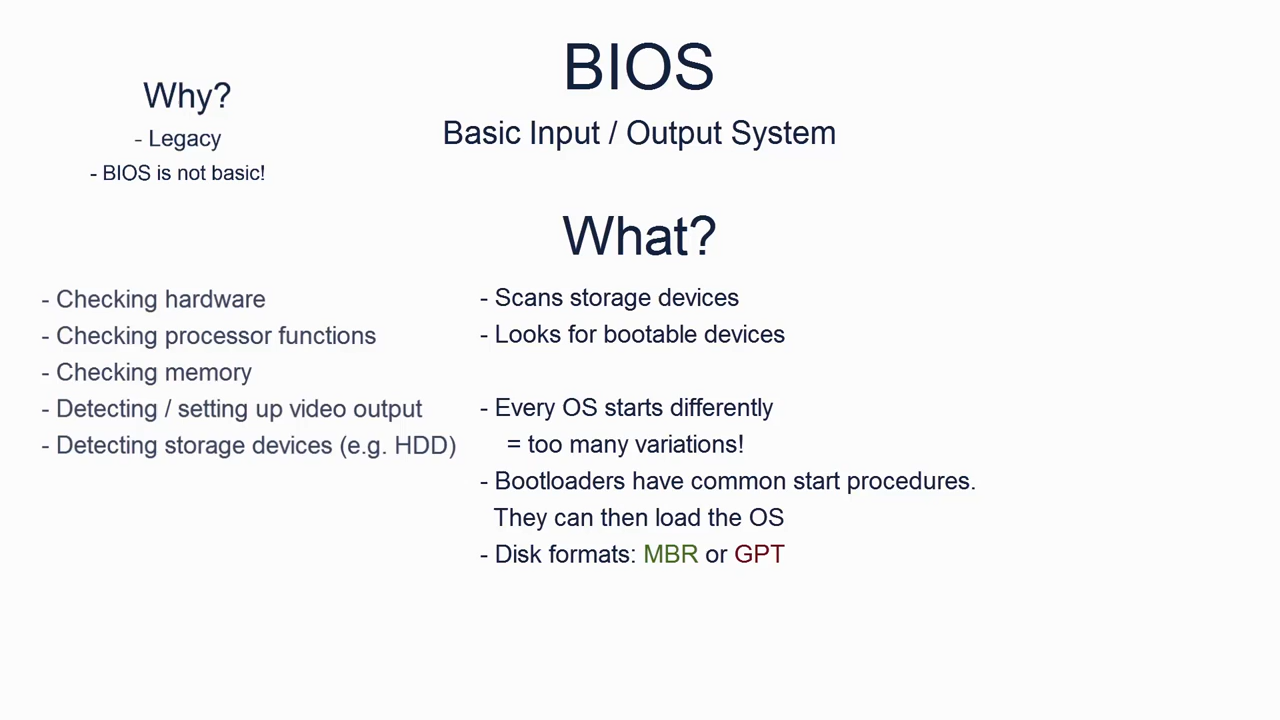 BIOS
Basic Input / Output System
Why?
- Legacy
- BIOS is not basic!
What?
- Checking hardware
- Checking processor functions
- Checking memory
- Detecting / setting up video output
- Detecting storage devices (e.g. HDD)
- Scans storage devices
- Looks for bootable devices
- Every OS starts differently
= too many variations!
- Bootloaders have common start procedures.
They can then load the OS
- Disk formats: MBR or GPT